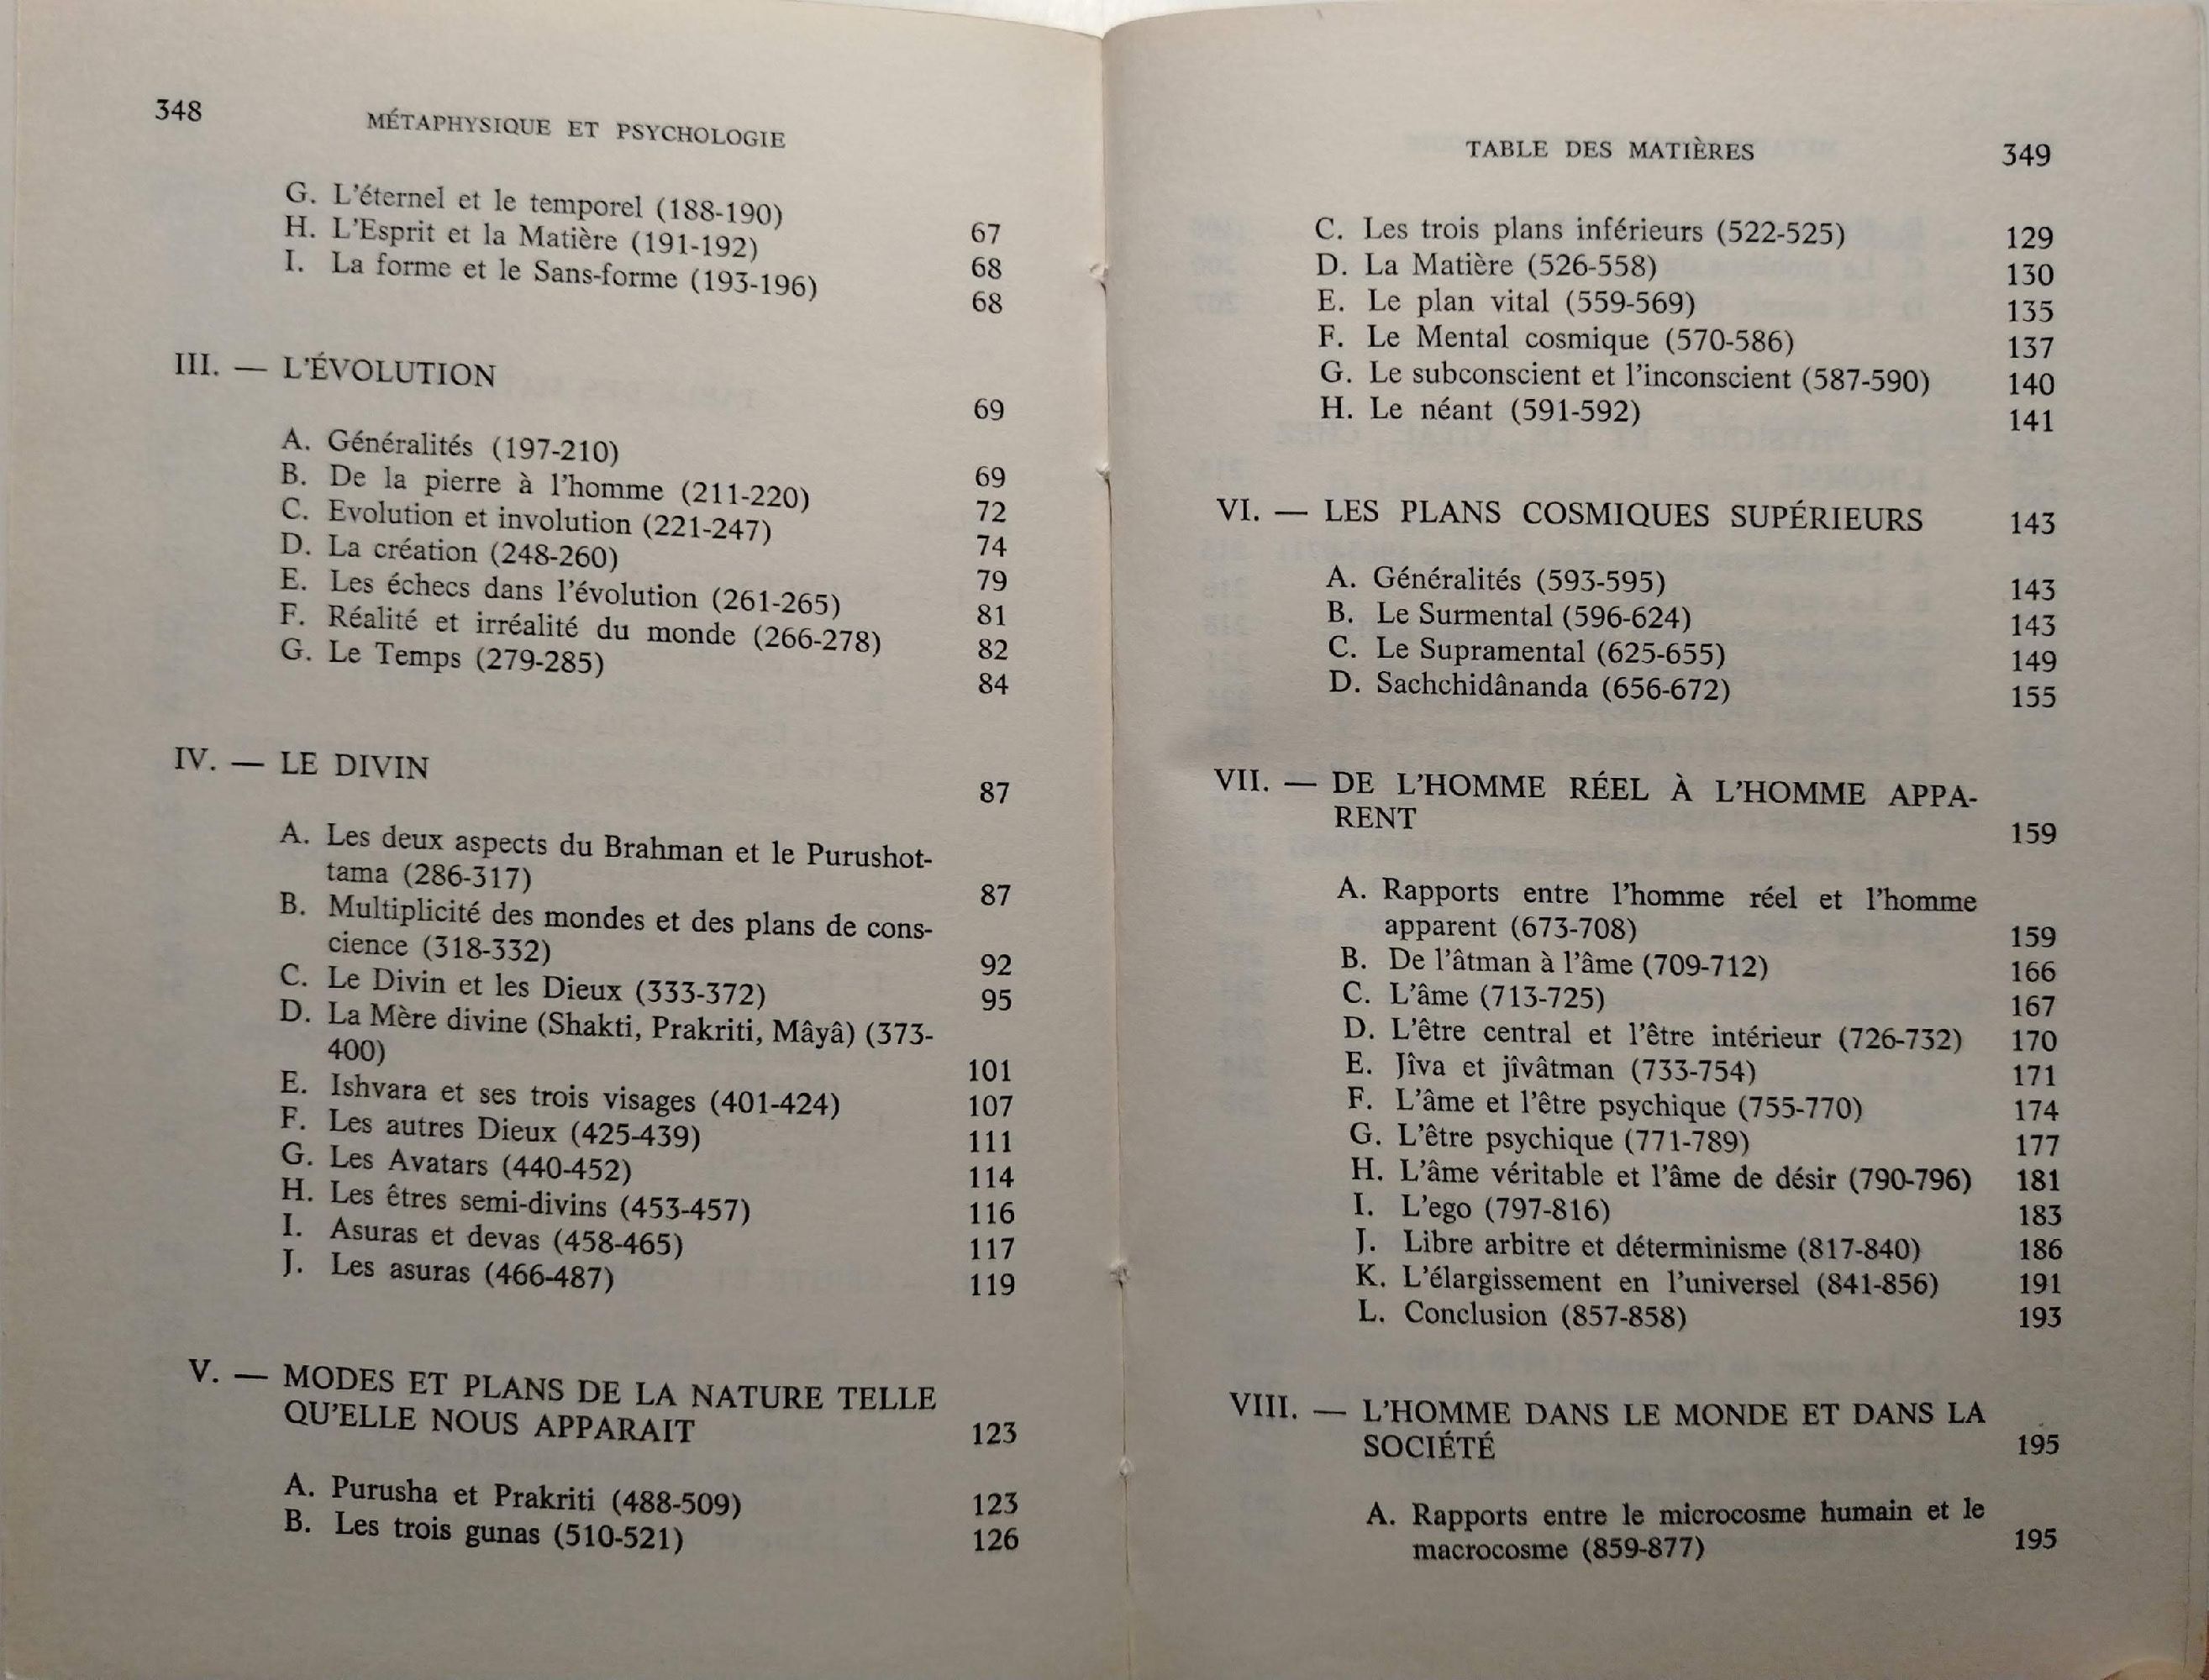 348
MÉTAPHYSIQUE ET PSYCHOLOGIE
G. L'éternel et le temporel (188-190) 67
H. L'Esprit et la Matière (191-192) 68
I. La forme et le Sans-forme (193-196) 68
III. — L'ÉVOLUTION 69
A. Généralités (197-210) 69
B. De la pierre à l'homme (211-220) 72
C. Evolution et involution (221-247) 74
D. La création (248-260) 79
E. Les échecs dans l'évolution (261-265) 81
F. Réalité et irréalité du monde (266-278) 82
G. Le Temps (279-285) 84
IV. — LE DIVIN 87
A. Les deux aspects du Brahman et le Purushot-
tama (286-317) 87
B. Multiplicité des mondes et des plans de cons-
cience (318-332) 92
C. Le Divin et les Dieux (333-372) 95
D. La Mère divine (Shakti, Prakriti, Mâyâ) (373-
400) 101
E. Ishvara et ses trois visages (401-424) 107
F. Les autres Dieux (425-439) 111
G. Les Avatars (440-452) 114
H. Les êtres semi-divins (453-457) 116
I. Asuras et devas (458-465) 117
J. Les asuras (466-487) 119
V. — MODES ET PLANS DE LA NATURE TELLE
QU'ELLE NOUS APPARAIT 123
A. Purusha et Prakriti (488-509) 123
B. Les trois gunas (510-521) 126
TABLE DES MATIÈRES 349
C. Les trois plans inférieurs (522-525) 129
D. La Matière (526-558) 130
E. Le plan vital (559-569) 135
F. Le Mental cosmique (570-586) 137
G. Le subconscient et l'inconscient (587-590) 140
H. Le néant (591-592) 141
VI. — LES PLANS COSMIQUES SUPÉRIEURS 143
A. Généralités (593-595) 143
B. Le Surmental (596-624) 143
C. Le Supramental (625-655) 149
D. Sachchidânanda (656-672) 155
VII. — DE L'HOMME RÉEL À L'HOMME APPA-
RENT 159
A. Rapports entre l'homme réel et l'homme
apparent (673-708) 159
B. De l'âtman à l'âme (709-712) 166
C. L'âme (713-725) 167
D. L'être central et l'être intérieur (726-732) 170
E. Jîva et jîvâtman (733-754) 171
F. L'âme et l'être psychique (755-770) 174
G. L'être psychique (771-789) 177
H. L'âme véritable et l'âme de désir (790-796) 181
I. L'ego (797-816) 183
J. Libre arbitre et déterminisme (817-840) 186
K. L'élargissement en l'universel (841-856) 191
L. Conclusion (857-858) 193
VIII. — L'HOMME DANS LE MONDE ET DANS LA
SOCIÉTÉ 195
A. Rapports entre le microcosme humain et le
macrocosme (859-877) 195